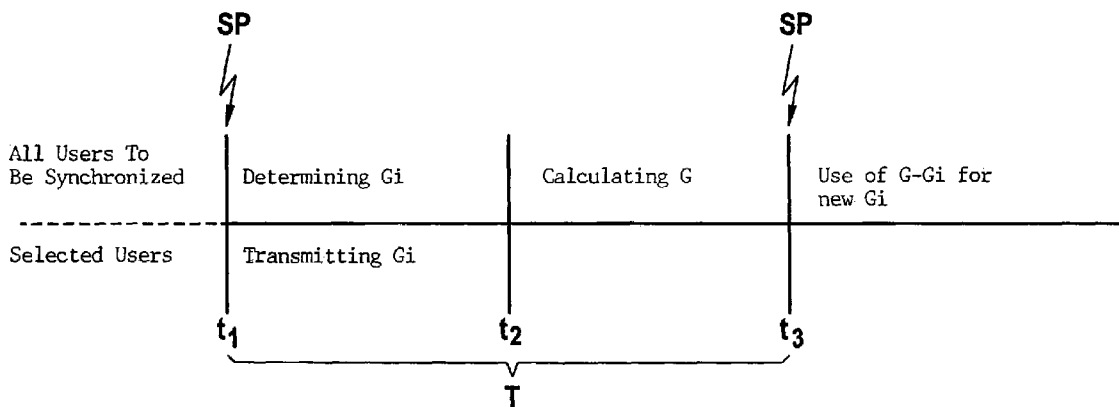 SP
SP
All Users To
Be Synchronized
Determining Gi
Calculating G
Use of G-Gi for
new Gi
Selected Users
Transmitting Gi
t1
t2
t3
T